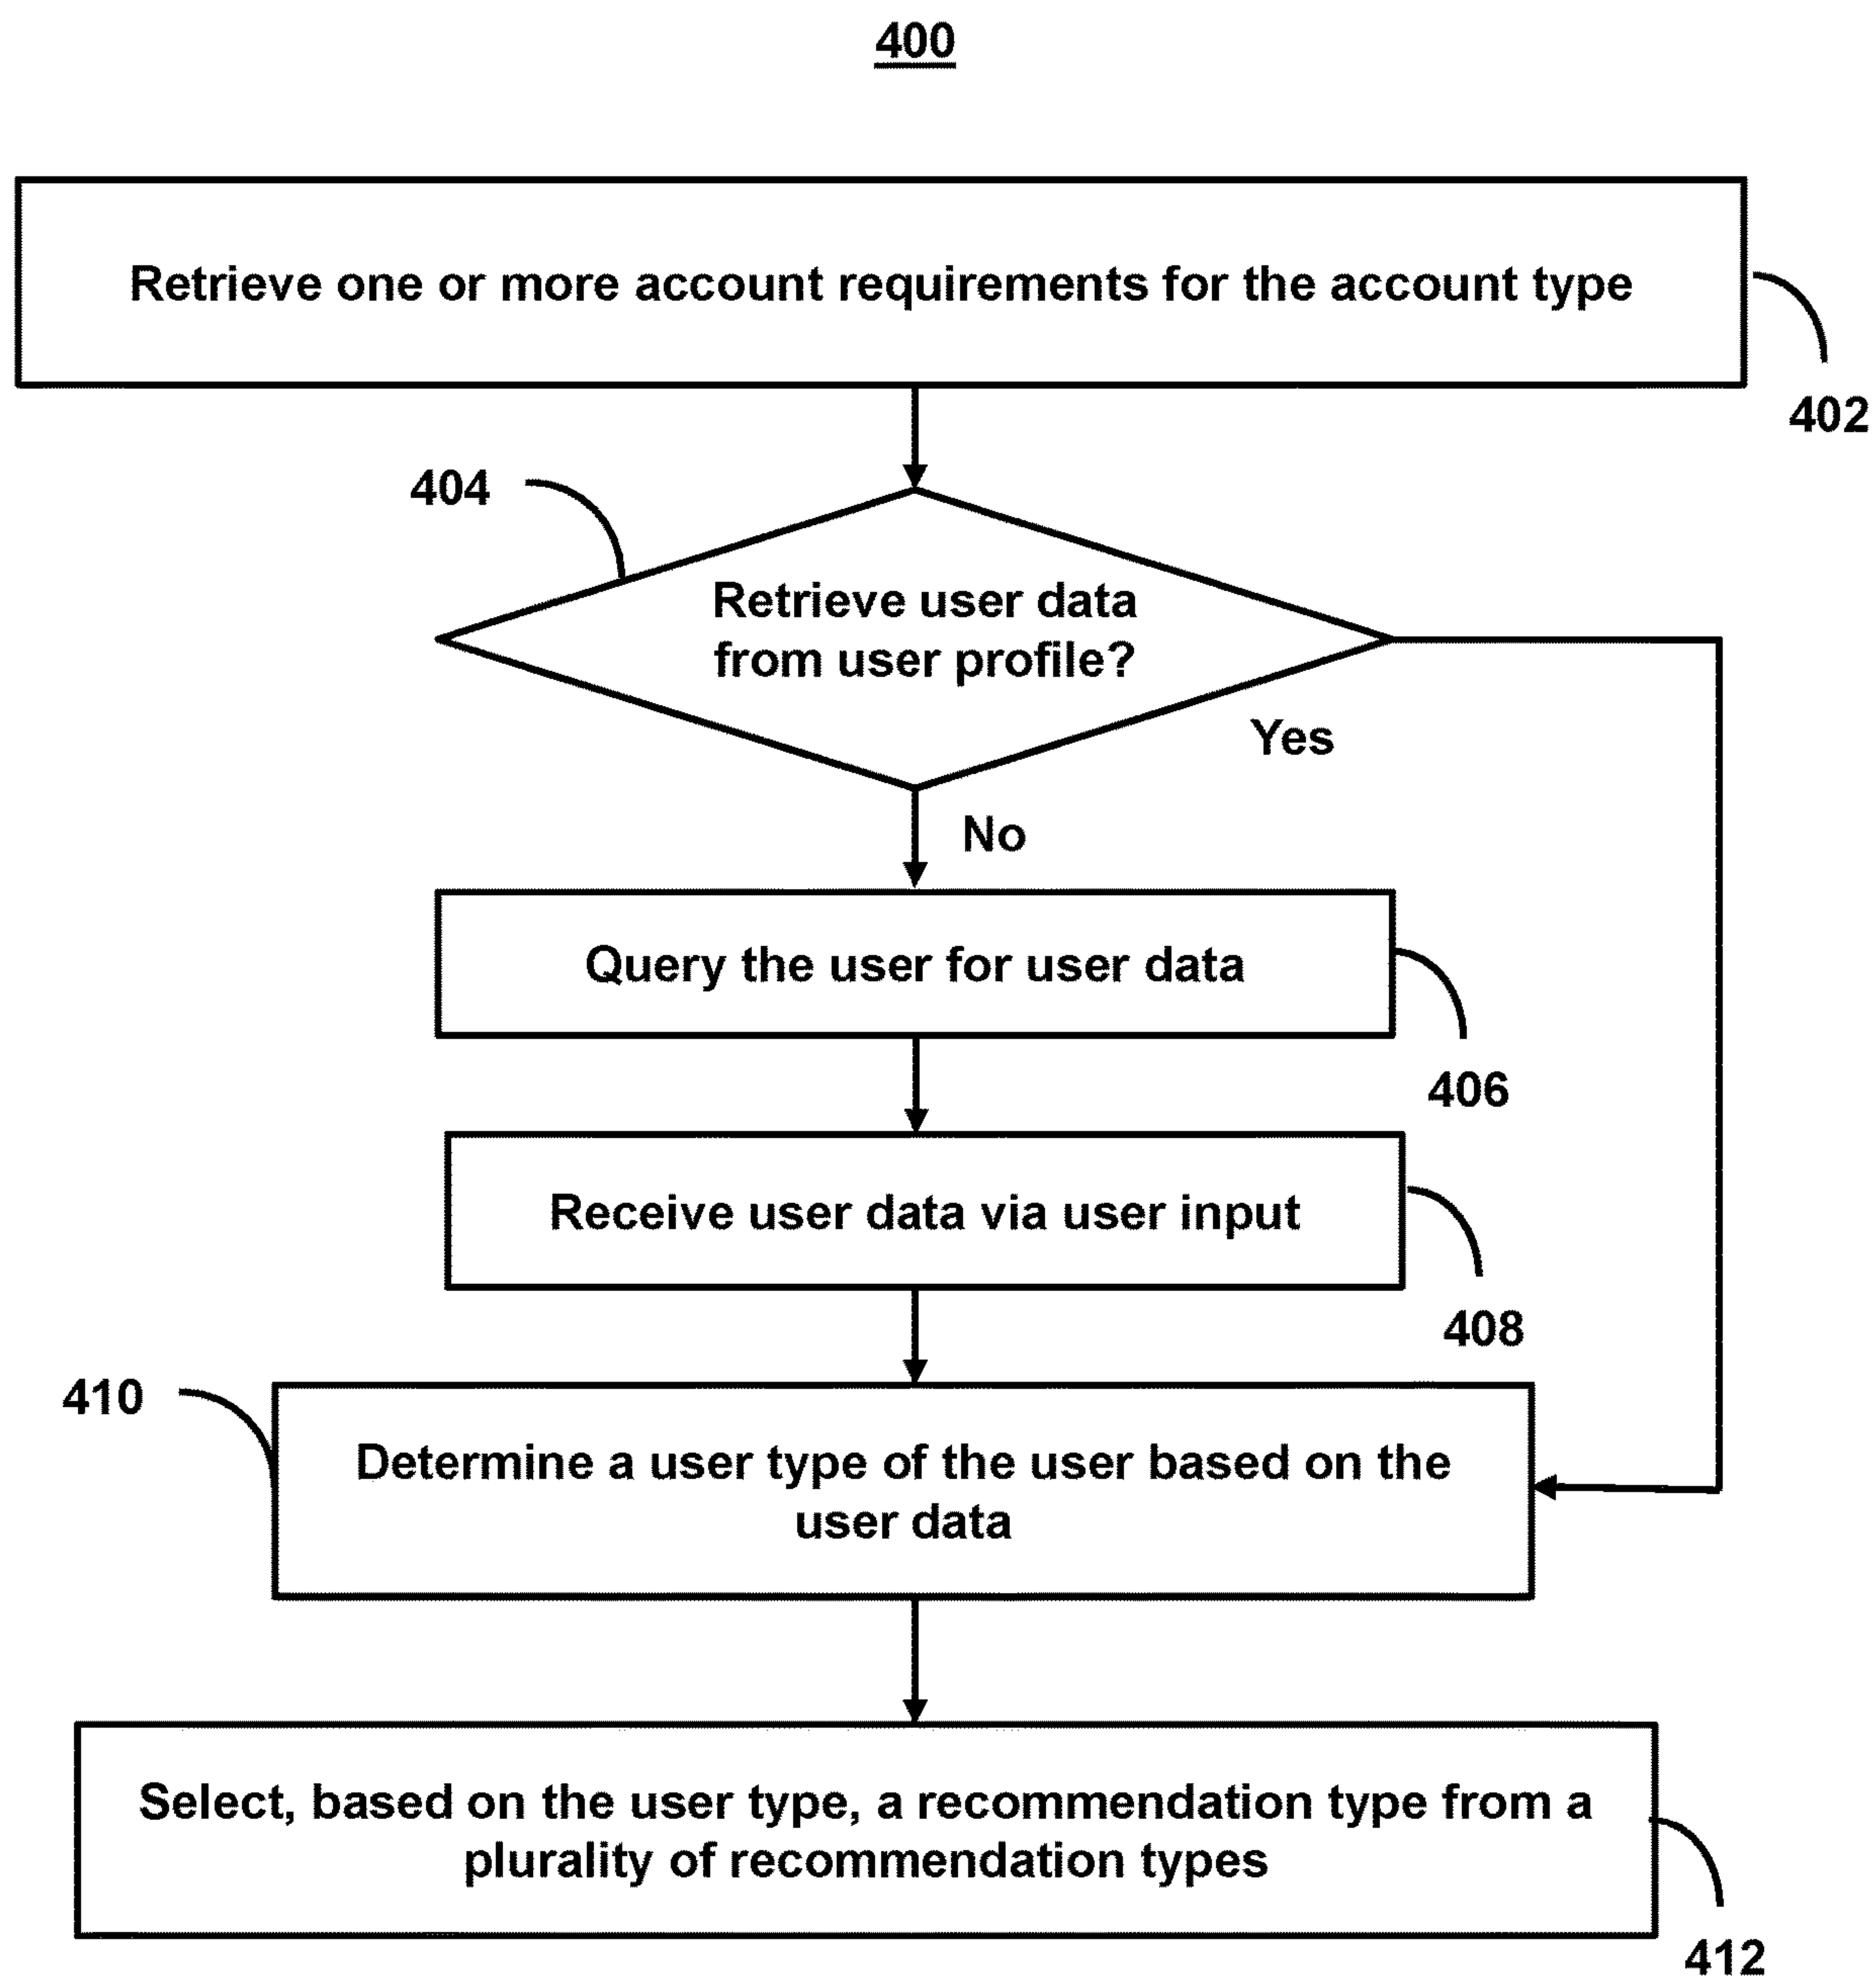 400
Retrieve one or more account requirements for the account type
402
404
Retrieve user data
from user profile?
Yes
No
Query the user for user data
406
Receive user data via user input
408
410
Determine a user type of the user based on the
user data
Select, based on the user type, a recommendation type from a
plurality of recommendation types
412